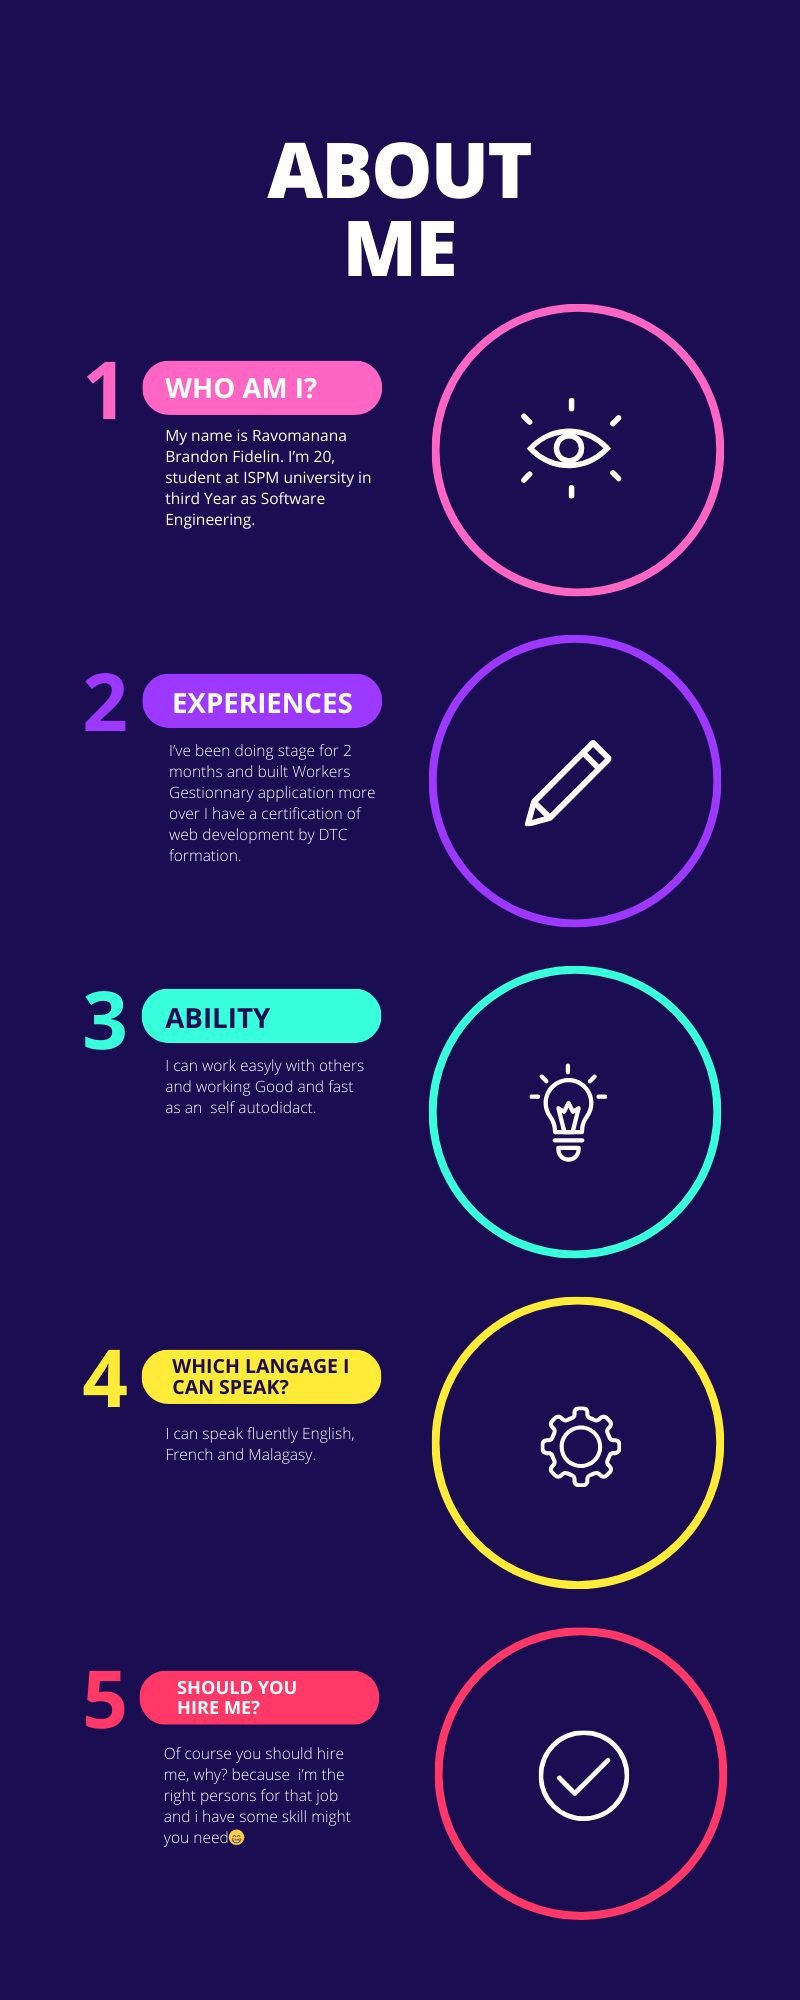 ABOUT
ME
1
WHO AM I?
My name is Ravomanana
Brandon Fidelin. I'm 20,
student at ISPM university in
third Year as Software
Engineering.
2
EXPERIENCES
I've been doing stage for 2
months and built Workers
Gestionnary application more
over I have a certification of
web development by DTC
formation.
3
ABILITY
I can work easyly with others
and working Good and fast
as an  self autodidact.
4
WHICH LANGAGE I
CAN SPEAK?
I can speak fluently English,
French and Malagasy.
5
SHOULD YOU
HIRE ME?
Of course you should hire
me, why? because  i'm the
right persons for that job
and i have some skill might
you need😁